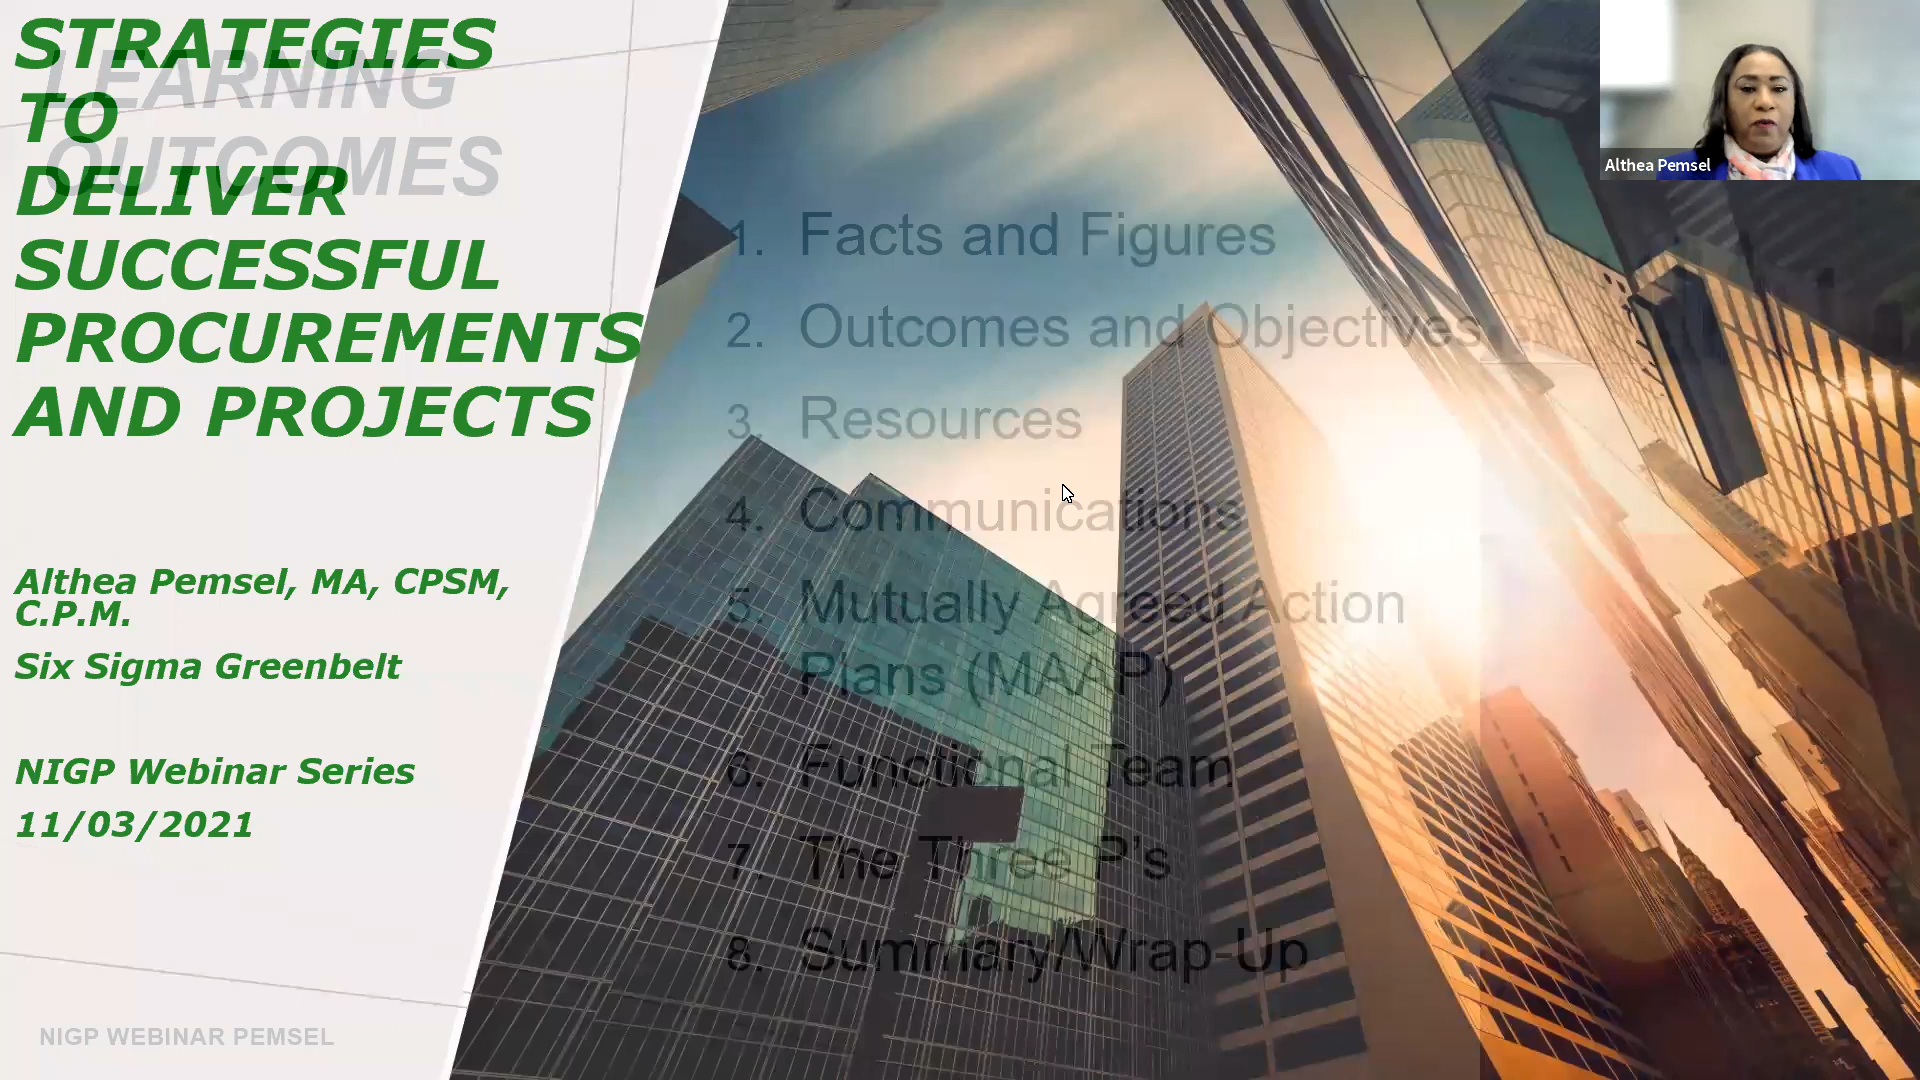 STRATEGIES
TO
DELIVER
SUCCESSFUL
PROCUREMENTS
AND PROJECTS
LEARNING
OUTCOMES
Althea Pemsel, MA, CPSM,
C.P.M.
Six Sigma Greenbelt
NIGP Webinar Series
11/03/2021
NIGP WEBINAR PEMSEL
1. Facts and Figures
2. Outcomes and Objectives
3. Resources
4. Communications
5. Mutually Agreed Action
Plans (MAAP)
6. Functional Team
7. The Three P's
8. Summary/Wrap-Up
Althea Pemsel